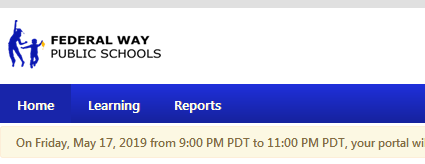 FEDERAL WAY
PUBLIC SCHOOLS
Home Learning Reports
On Friday, May 17, 2019 from 9:00 PM PDT to 11:00 PM PDT, your portal